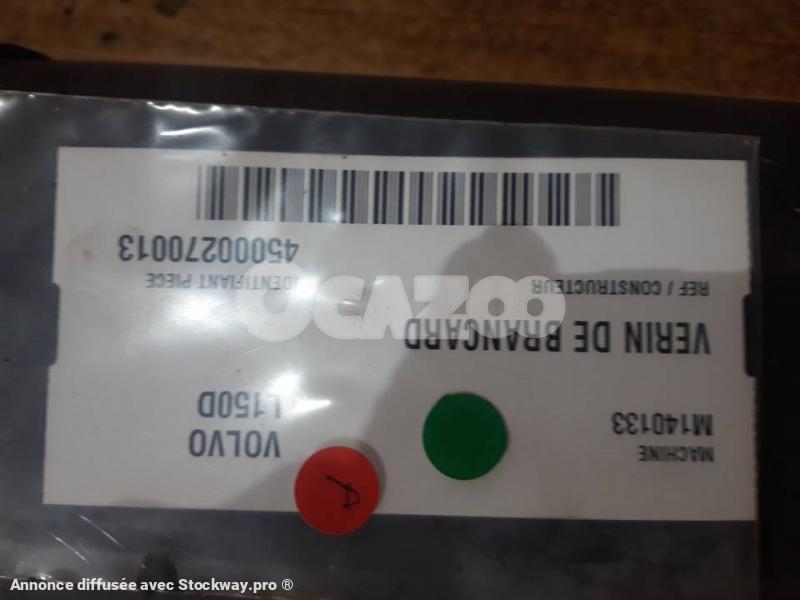 MACHINE
M140133
VOLVO
L150D
VERIN DE BRANCARD
REF / CONSTRUCTEUR
IDENTIFIANT PIECE
45000270013
OCAZOO
Annonce diffusée avec Stockway.pro ®